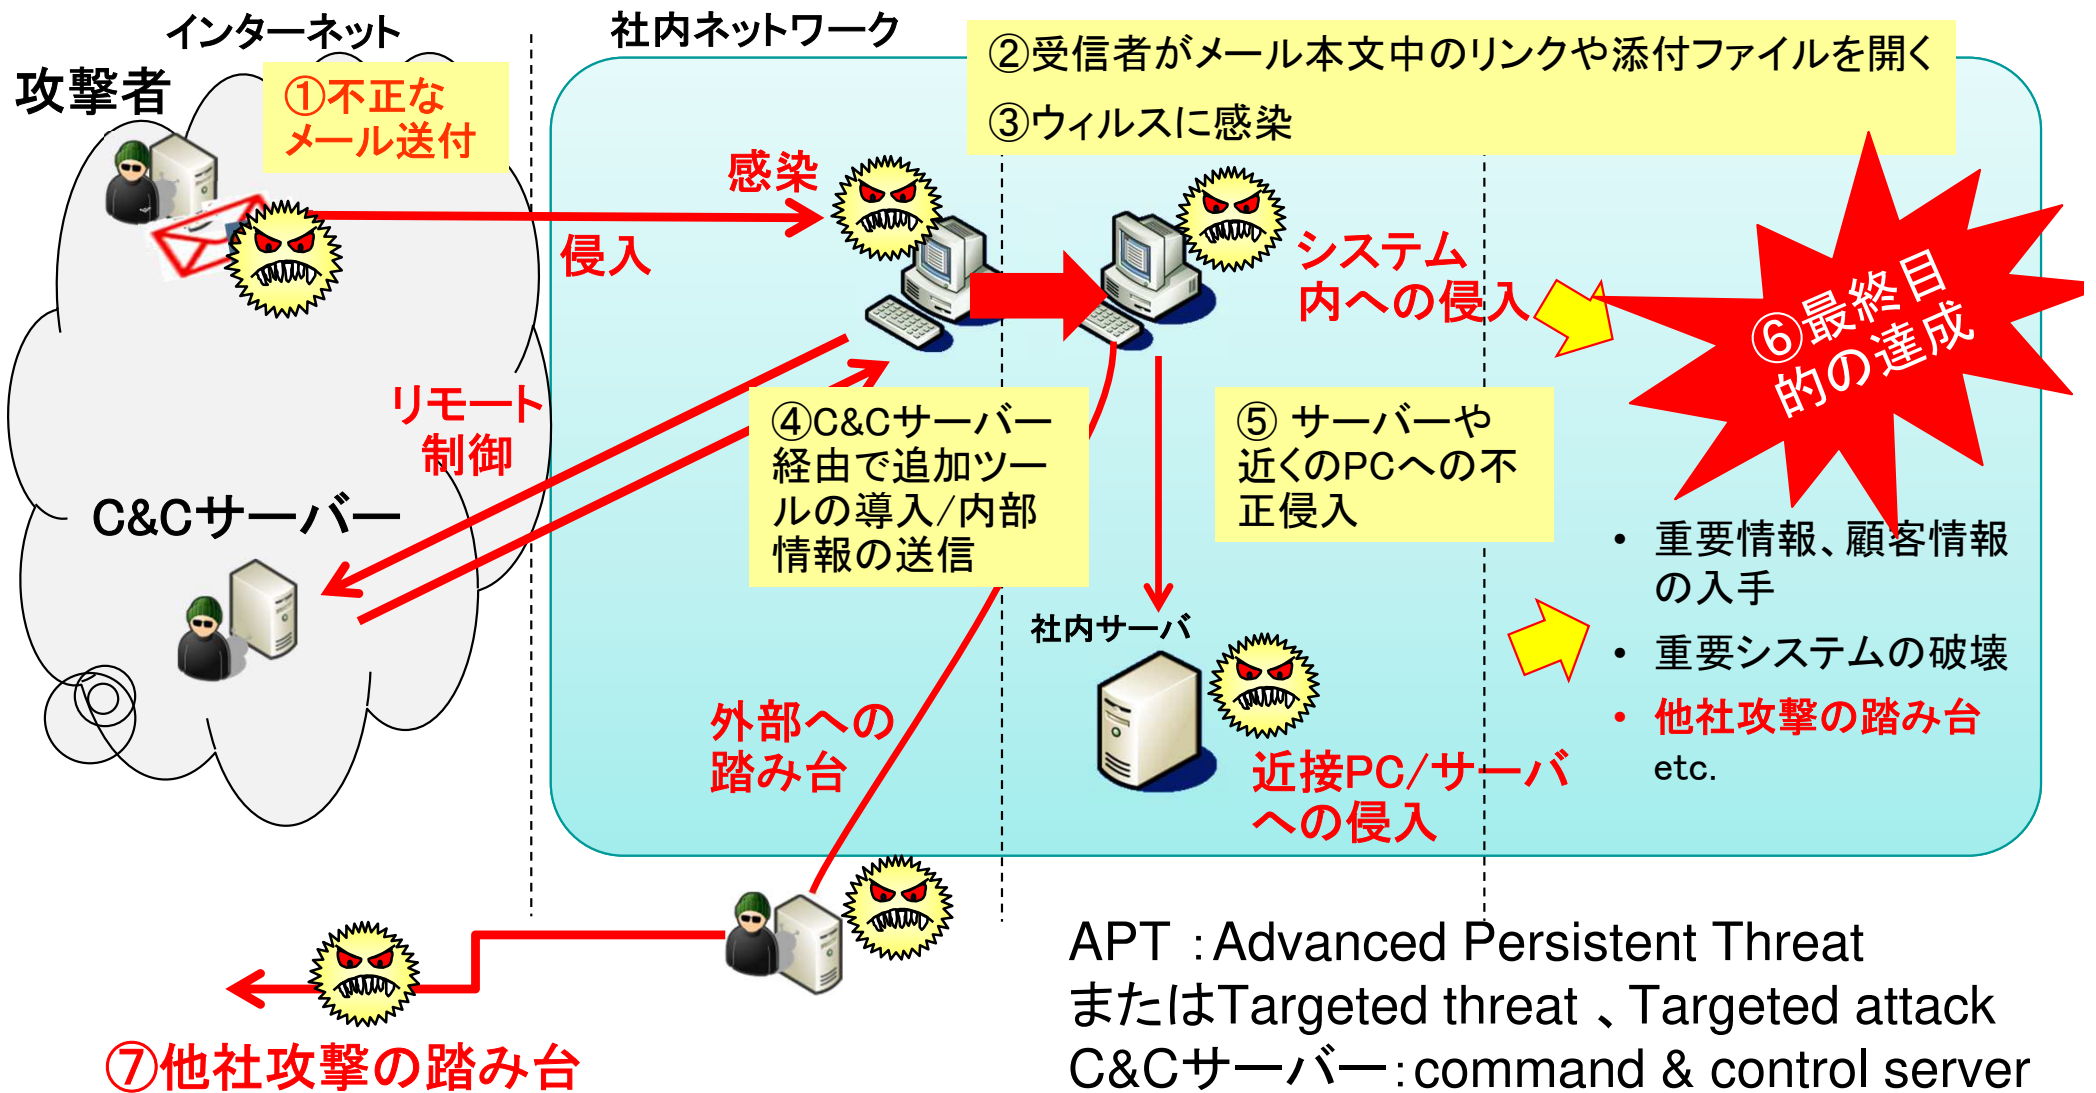 インターネット
社内ネットワーク
攻撃者
①不正な
メール送付
②受信者がメール本文中のリンクや添付ファイルを開く
③ウィルスに感染
感染
侵入
システム
内への侵入
⑥最終目
的の達成
リモート
制御
④C&Cサーバー
経由で追加ツー
ルの導入/内部
情報の送信
⑤ サーバーや
近くのPCへの不
正侵入
C&Cサーバー
• 重要情報、顧客情報
の入手
• 重要システムの破壊
• 他社攻撃の踏み台
etc.
社内サーバ
外部への
踏み台
近接PC/サーバ
への侵入
⑦他社攻撃の踏み台
APT :Advanced Persistent Threat
またはTargeted threat 、Targeted attack
C&Cサーバー:command & control server